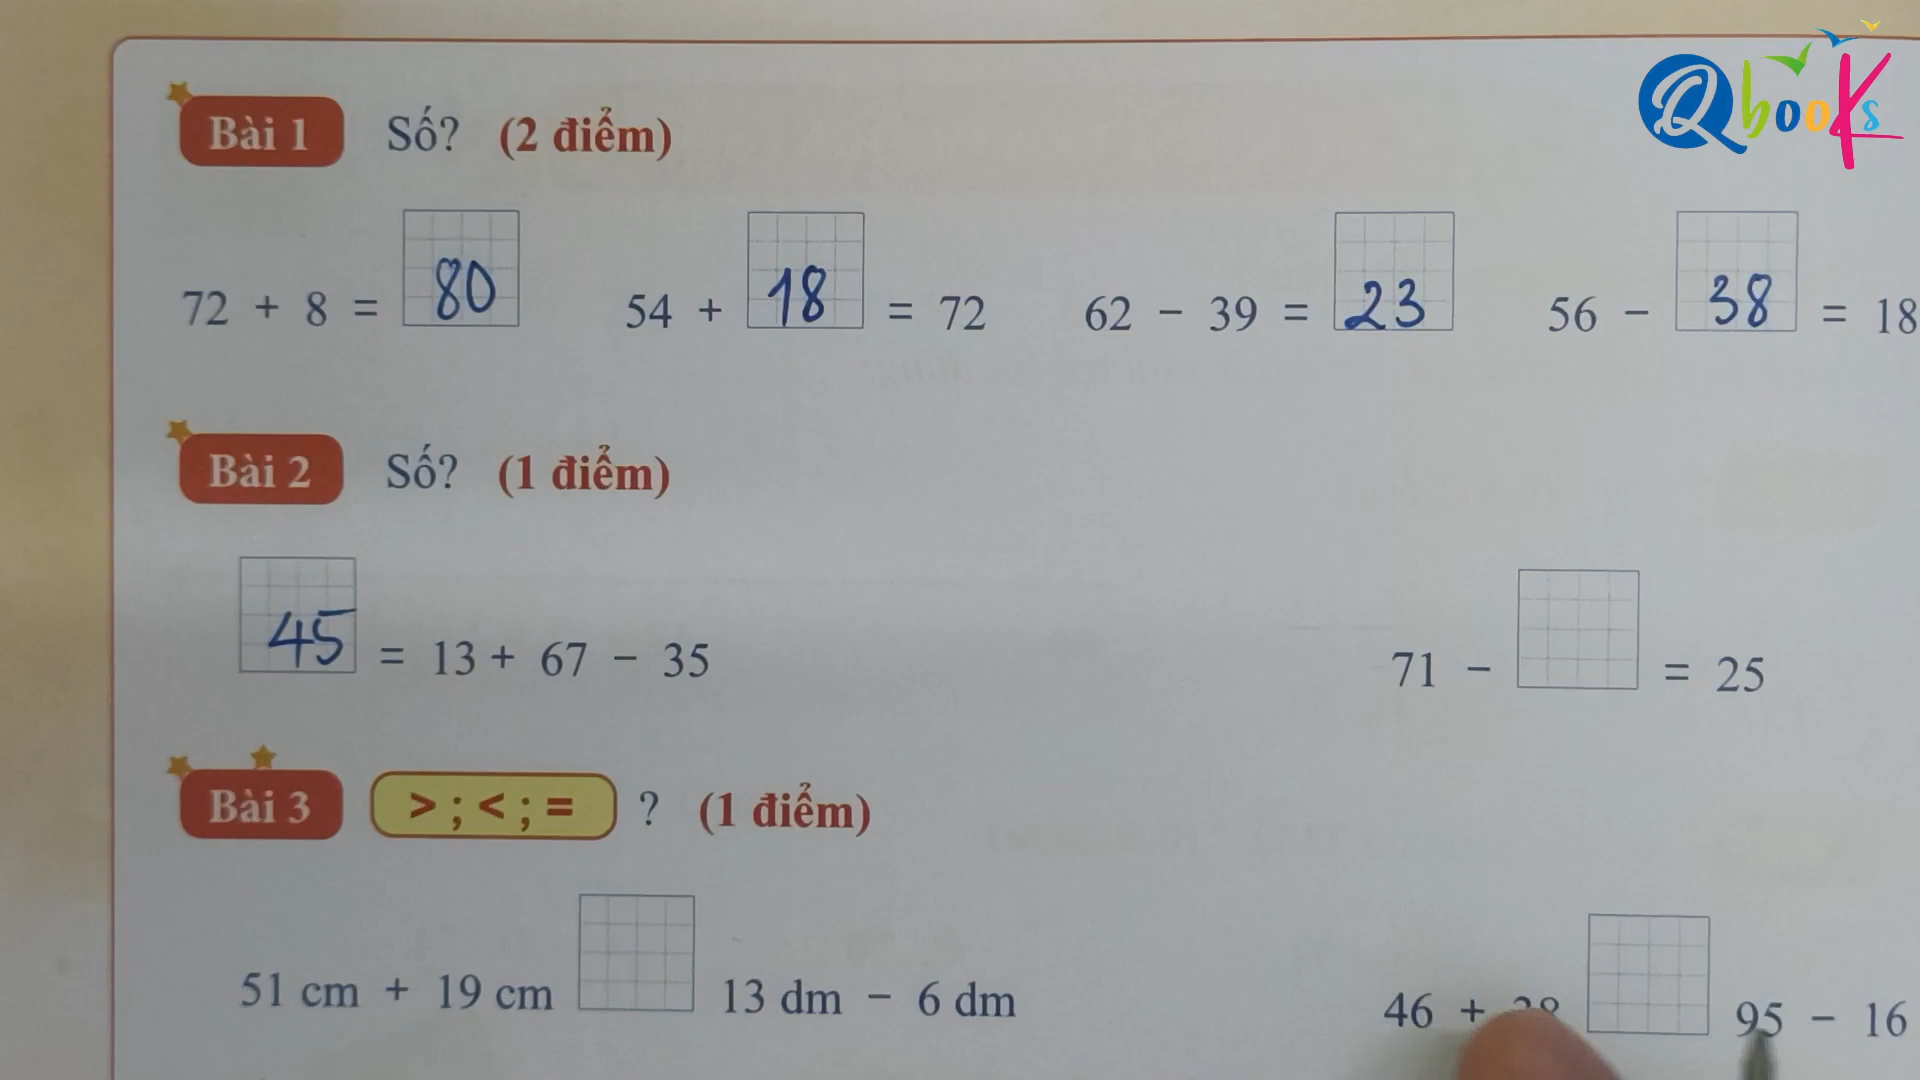 Qbooks
Bài 1 Số? (2 điểm)
72 + 8 = 80 54 + 18 = 72 62 − 39 = 23 56 − 38 = 18
Bài 2 Số? (1 điểm)
45 = 13 + 67 − 35 71 − = 25
Bài 3 > ; < ; = ? (1 điểm)
51 cm + 19 cm 13 dm − 6 dm 46 + 95 − 16